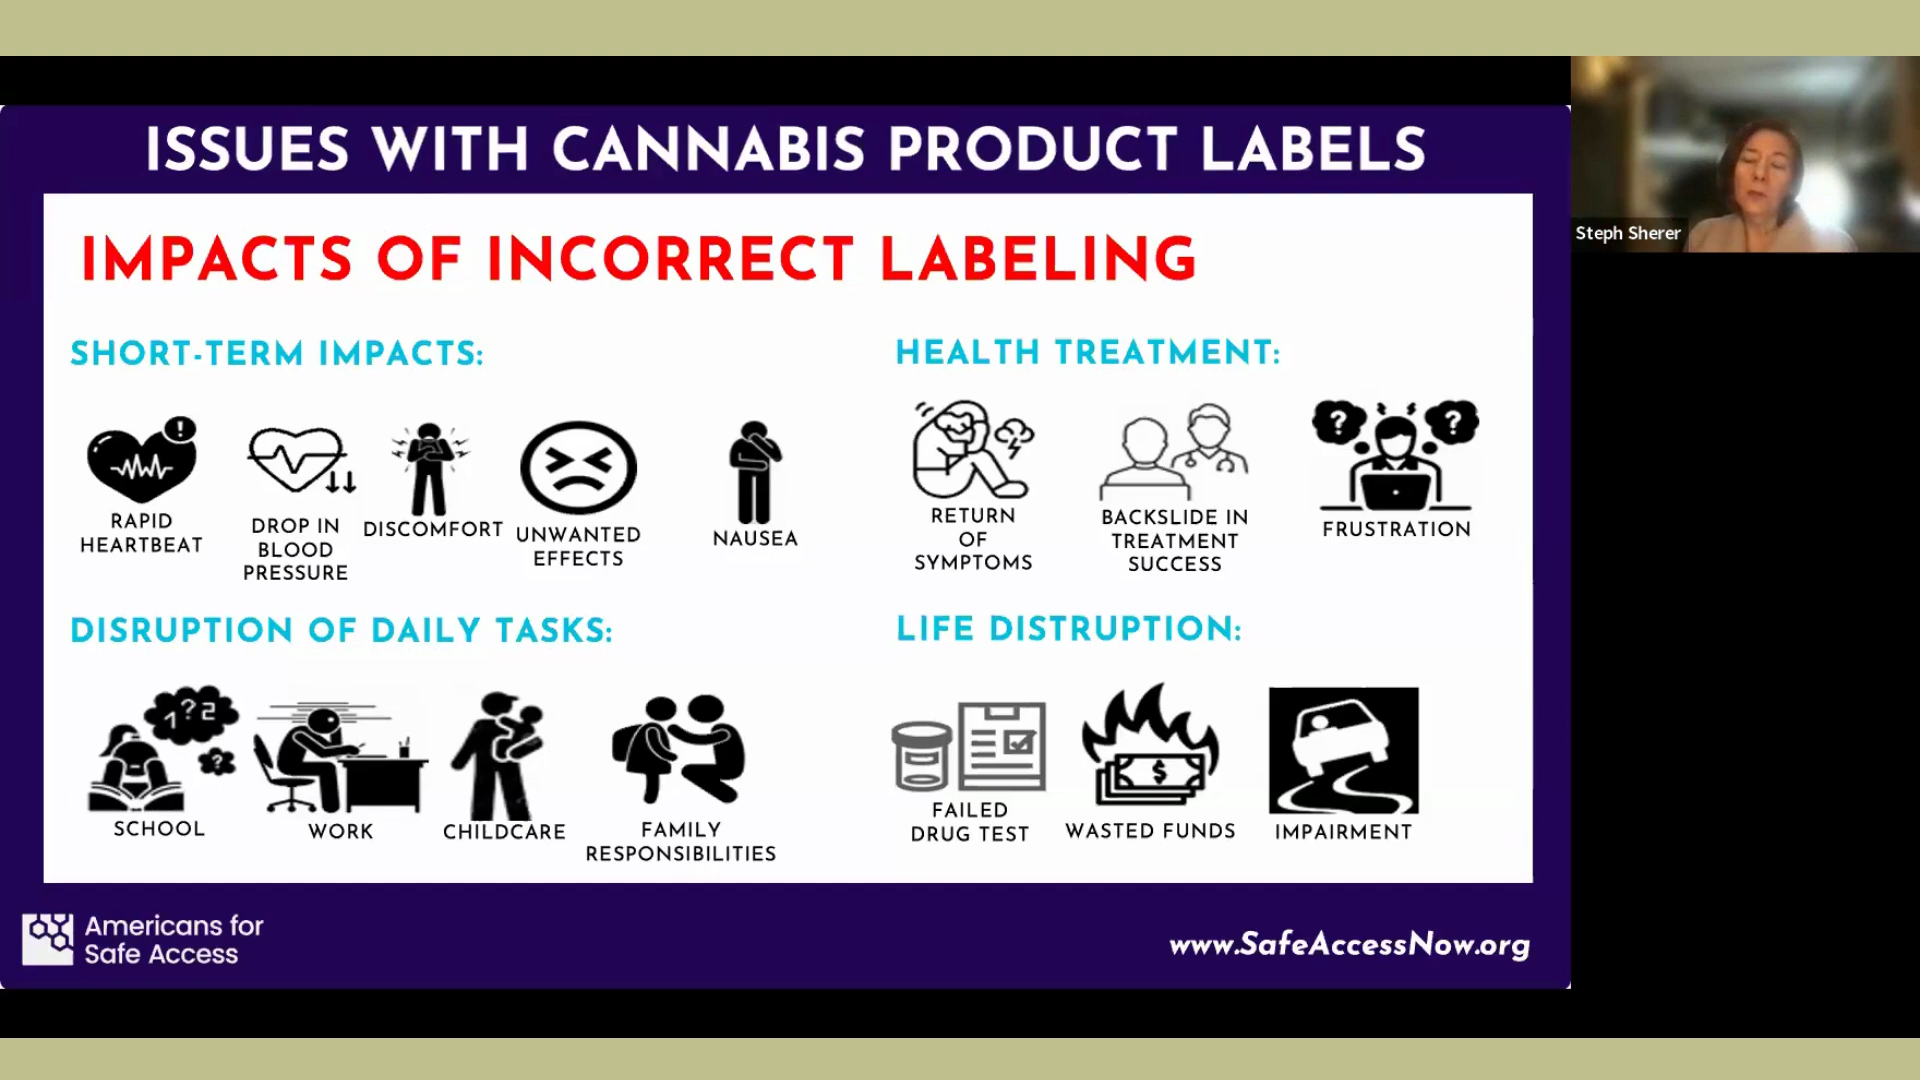 ISSUES WITH CANNABIS PRODUCT LABELS
Steph Sherer
IMPACTS OF INCORRECT LABELING
SHORT-TERM IMPACTS:
RAPID
HEARTBEAT
DROP IN
BLOOD
PRESSURE
DISCOMFORT
UNWANTED
EFFECTS
NAUSEA
HEALTH TREATMENT:
RETURN
OF
SYMPTOMS
BACKSLIDE IN
TREATMENT
SUCCESS
? ?
FRUSTRATION
DISRUPTION OF DAILY TASKS:
1?2
?
SCHOOL
WORK
CHILDCARE
FAMILY
RESPONSIBILITIES
LIFE DISTRUPTION:
FAILED
DRUG TEST
$
WASTED FUNDS
IMPAIRMENT
Americans for
Safe Access
www.SafeAccessNow.org